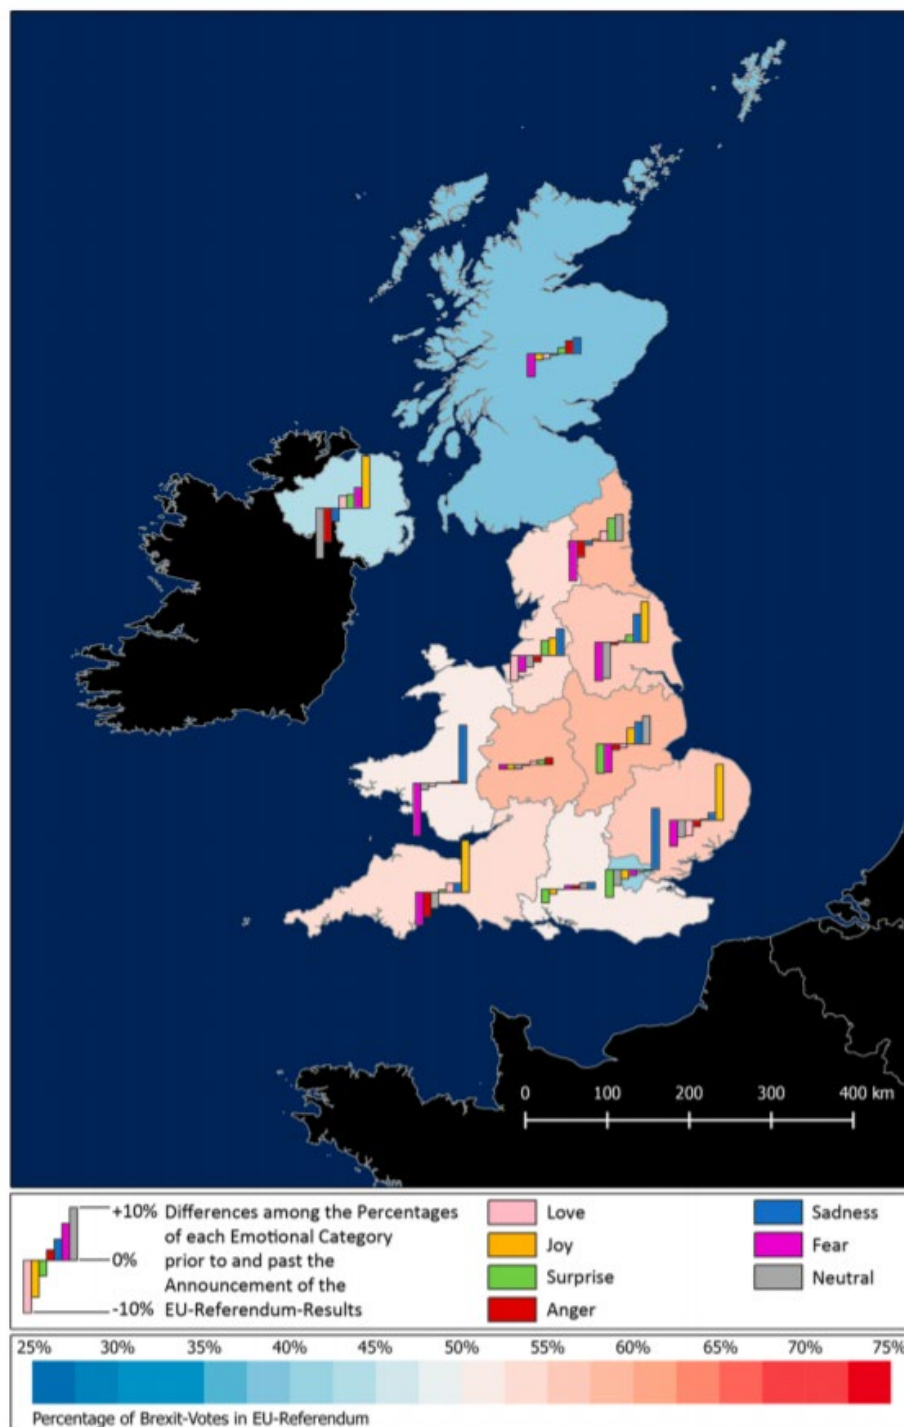 0 100 200 300 400 km
+10%
0%
-10%
Differences among the Percentages
of each Emotional Category
prior to and past the
Announcement of the
EU-Referendum-Results
Love
Joy
Surprise
Anger
Sadness
Fear
Neutral
25% 30% 35% 40% 45% 50% 55% 60% 65% 70% 75%
Percentage of Brexit-Votes in EU-Referendum